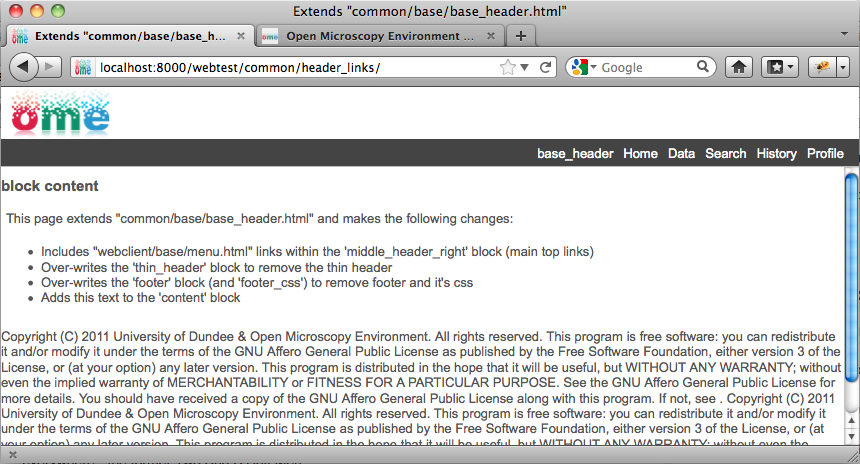 Extends "common/base/base_header.html"
Extends "common/base/base_h...
Open Microscopy Environment ...
localhost:8000/webtest/common/header_links/
Google
ome
base_header Home Data Search History Profile
block content
This page extends "common/base/base_header.html" and makes the following changes:
• Includes "webclient/base/menu.html" links within the 'middle_header_right' block (main top links)
• Over-writes the 'thin_header' block to remove the thin header
• Over-writes the 'footer' block (and 'footer_css') to remove footer and it's css
• Adds this text to the 'content' block
Copyright (C) 2011 University of Dundee & Open Microscopy Environment. All rights reserved. This program is free software: you can redistribute
it and/or modify it under the terms of the GNU Affero General Public License as published by the Free Software Foundation, either version 3 of the
License, or (at your option) any later version. This program is distributed in the hope that it will be useful, but WITHOUT ANY WARRANTY; without
even the implied warranty of MERCHANTABILITY or FITNESS FOR A PARTICULAR PURPOSE. See the GNU Affero General Public License for
more details. You should have received a copy of the GNU Affero General Public License along with this program. If not, see . Copyright (C) 2011
University of Dundee & Open Microscopy Environment. All rights reserved. This program is free software: you can redistribute it and/or modify it
under the terms of the GNU Affero General Public License as published by the Free Software Foundation, either version 3 of the License, or (at
your option) any later version. This program is distributed in the hope that it will be useful, but WITHOUT ANY WARRANTY; without even the